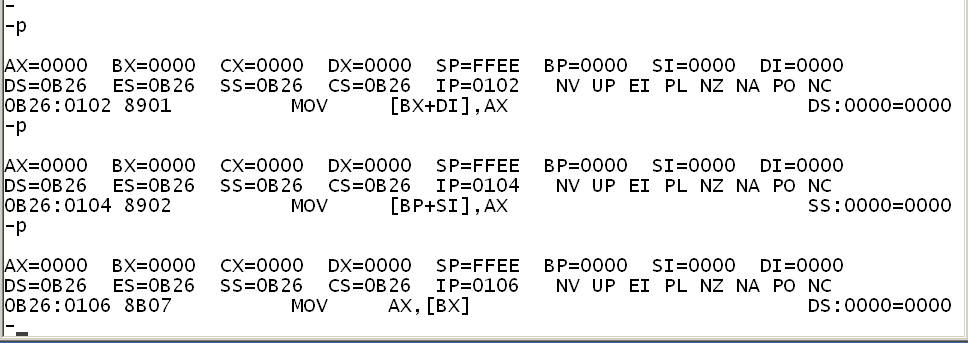 -
-p
AX=0000  BX=0000  CX=0000  DX=0000  SP=FFEE  BP=0000  SI=0000  DI=0000
DS=0B26  ES=0B26  SS=0B26  CS=0B26  IP=0102   NV UP EI PL NZ NA PO NC
0B26:0102 8901          MOV     [BX+DI],AX                         DS:0000=0000
-p
AX=0000  BX=0000  CX=0000  DX=0000  SP=FFEE  BP=0000  SI=0000  DI=0000
DS=0B26  ES=0B26  SS=0B26  CS=0B26  IP=0104   NV UP EI PL NZ NA PO NC
0B26:0104 8902          MOV     [BP+SI],AX                         SS:0000=0000
-p
AX=0000  BX=0000  CX=0000  DX=0000  SP=FFEE  BP=0000  SI=0000  DI=0000
DS=0B26  ES=0B26  SS=0B26  CS=0B26  IP=0106   NV UP EI PL NZ NA PO NC
0B26:0106 8B07          MOV     AX,[BX]                            DS:0000=0000
-_